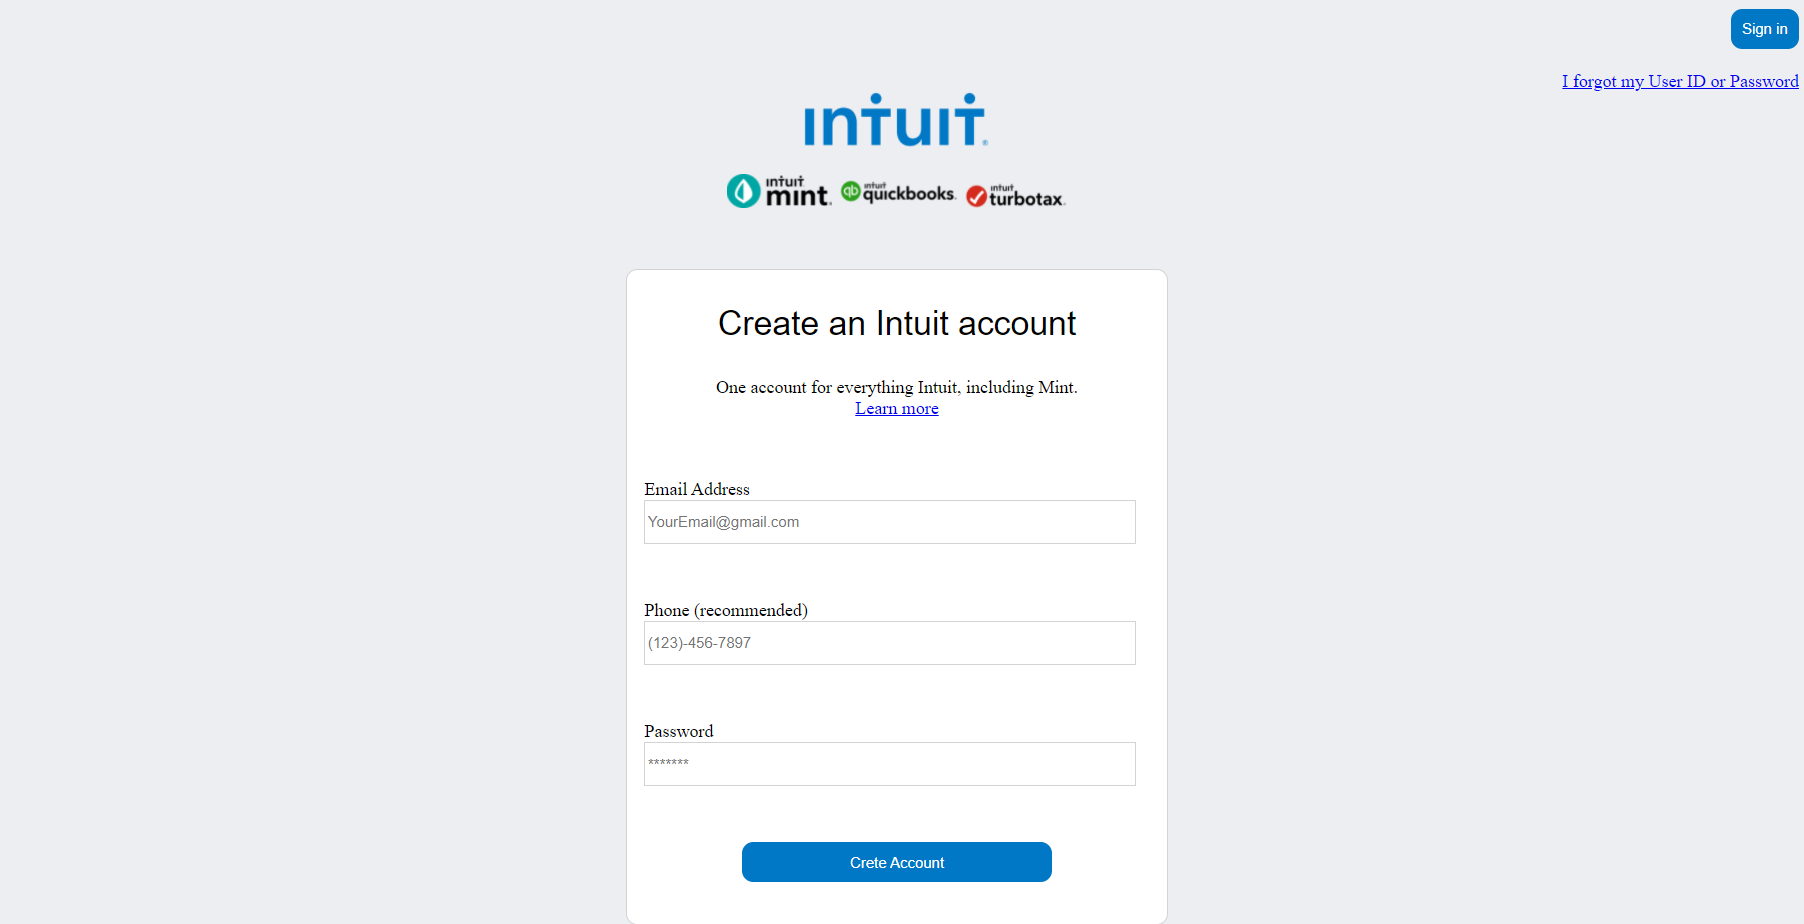 Sign in
I forgot my User ID or Password
intuit.
intuit mint. intuit quickbooks. intuit turbotax.
Create an Intuit account
One account for everything Intuit, including Mint.
Learn more
Email Address
YourEmail@gmail.com
Phone (recommended)
(123)-456-7897
Password
*******
Crete Account